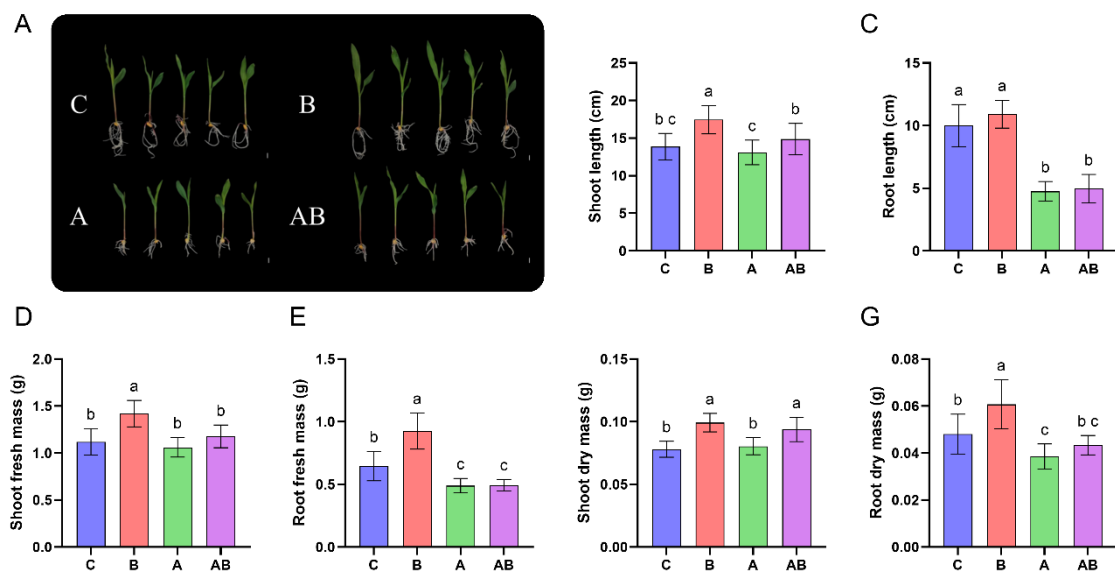 A
C
B
A
AB
Shoot length (cm)
25
20
15
10
5
0
b c
a
c
b
C
B
A
AB
C
Root length (cm)
15
10
5
0
a
a
b
b
C
B
A
AB
D
Shoot fresh mass (g)
2.0
1.5
1.0
0.5
0.0
b
a
b
b
C
B
A
AB
E
Root fresh mass (g)
1.5
1.0
0.5
0.0
b
a
c
c
C
B
A
AB
Shoot dry mass (g)
0.15
0.10
0.05
0.00
b
a
b
a
C
B
A
AB
G
Root dry mass (g)
0.08
0.06
0.04
0.02
0.00
b
a
c
b c
C
B
A
AB